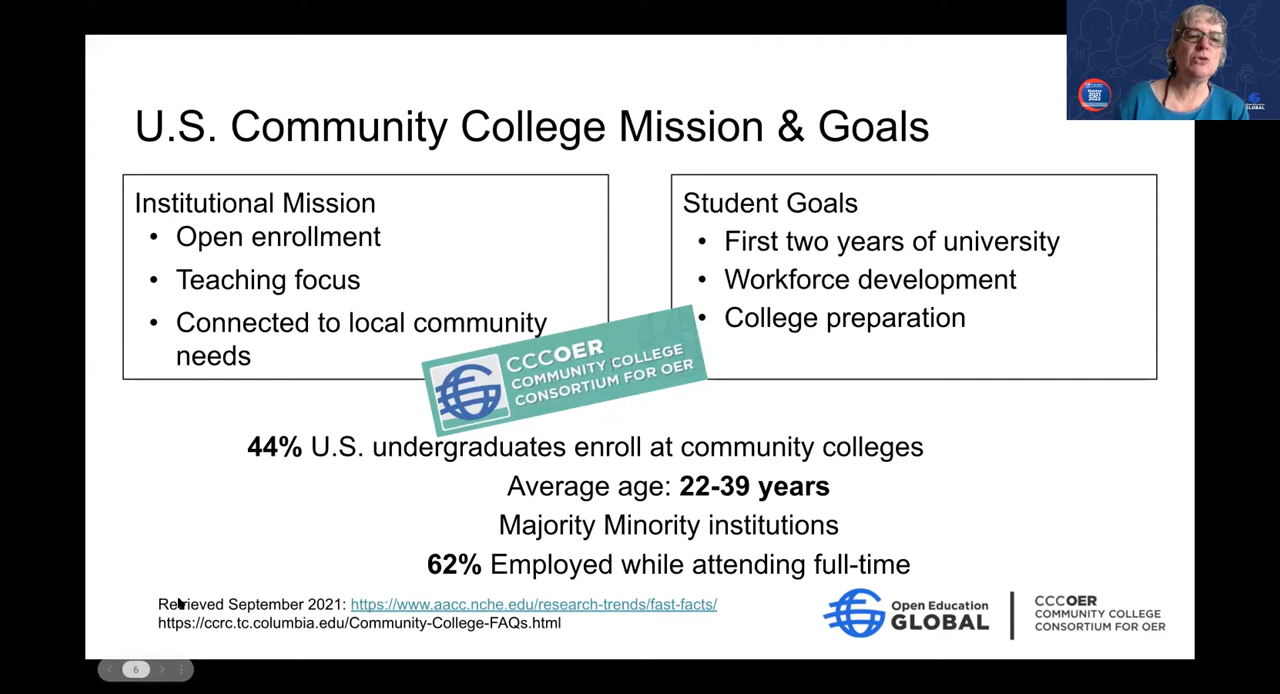 U.S. Community College Mission & Goals
Institutional Mission
• Open enrollment
• Teaching focus
• Connected to local community
needs
Student Goals
• First two years of university
• Workforce development
• College preparation
CCCOER
COMMUNITY COLLEGE
CONSORTIUM FOR OER
44% U.S. undergraduates enroll at community colleges
Average age: 22-39 years
Majority Minority institutions
62% Employed while attending full-time
Retrieved September 2021: https://www.aacc.nche.edu/research-trends/fast-facts/
https://ccrc.tc.columbia.edu/Community-College-FAQs.html
Open Education
GLOBAL
CCCOER
COMMUNITY COLLEGE
CONSORTIUM FOR OER
6
GLOBAL